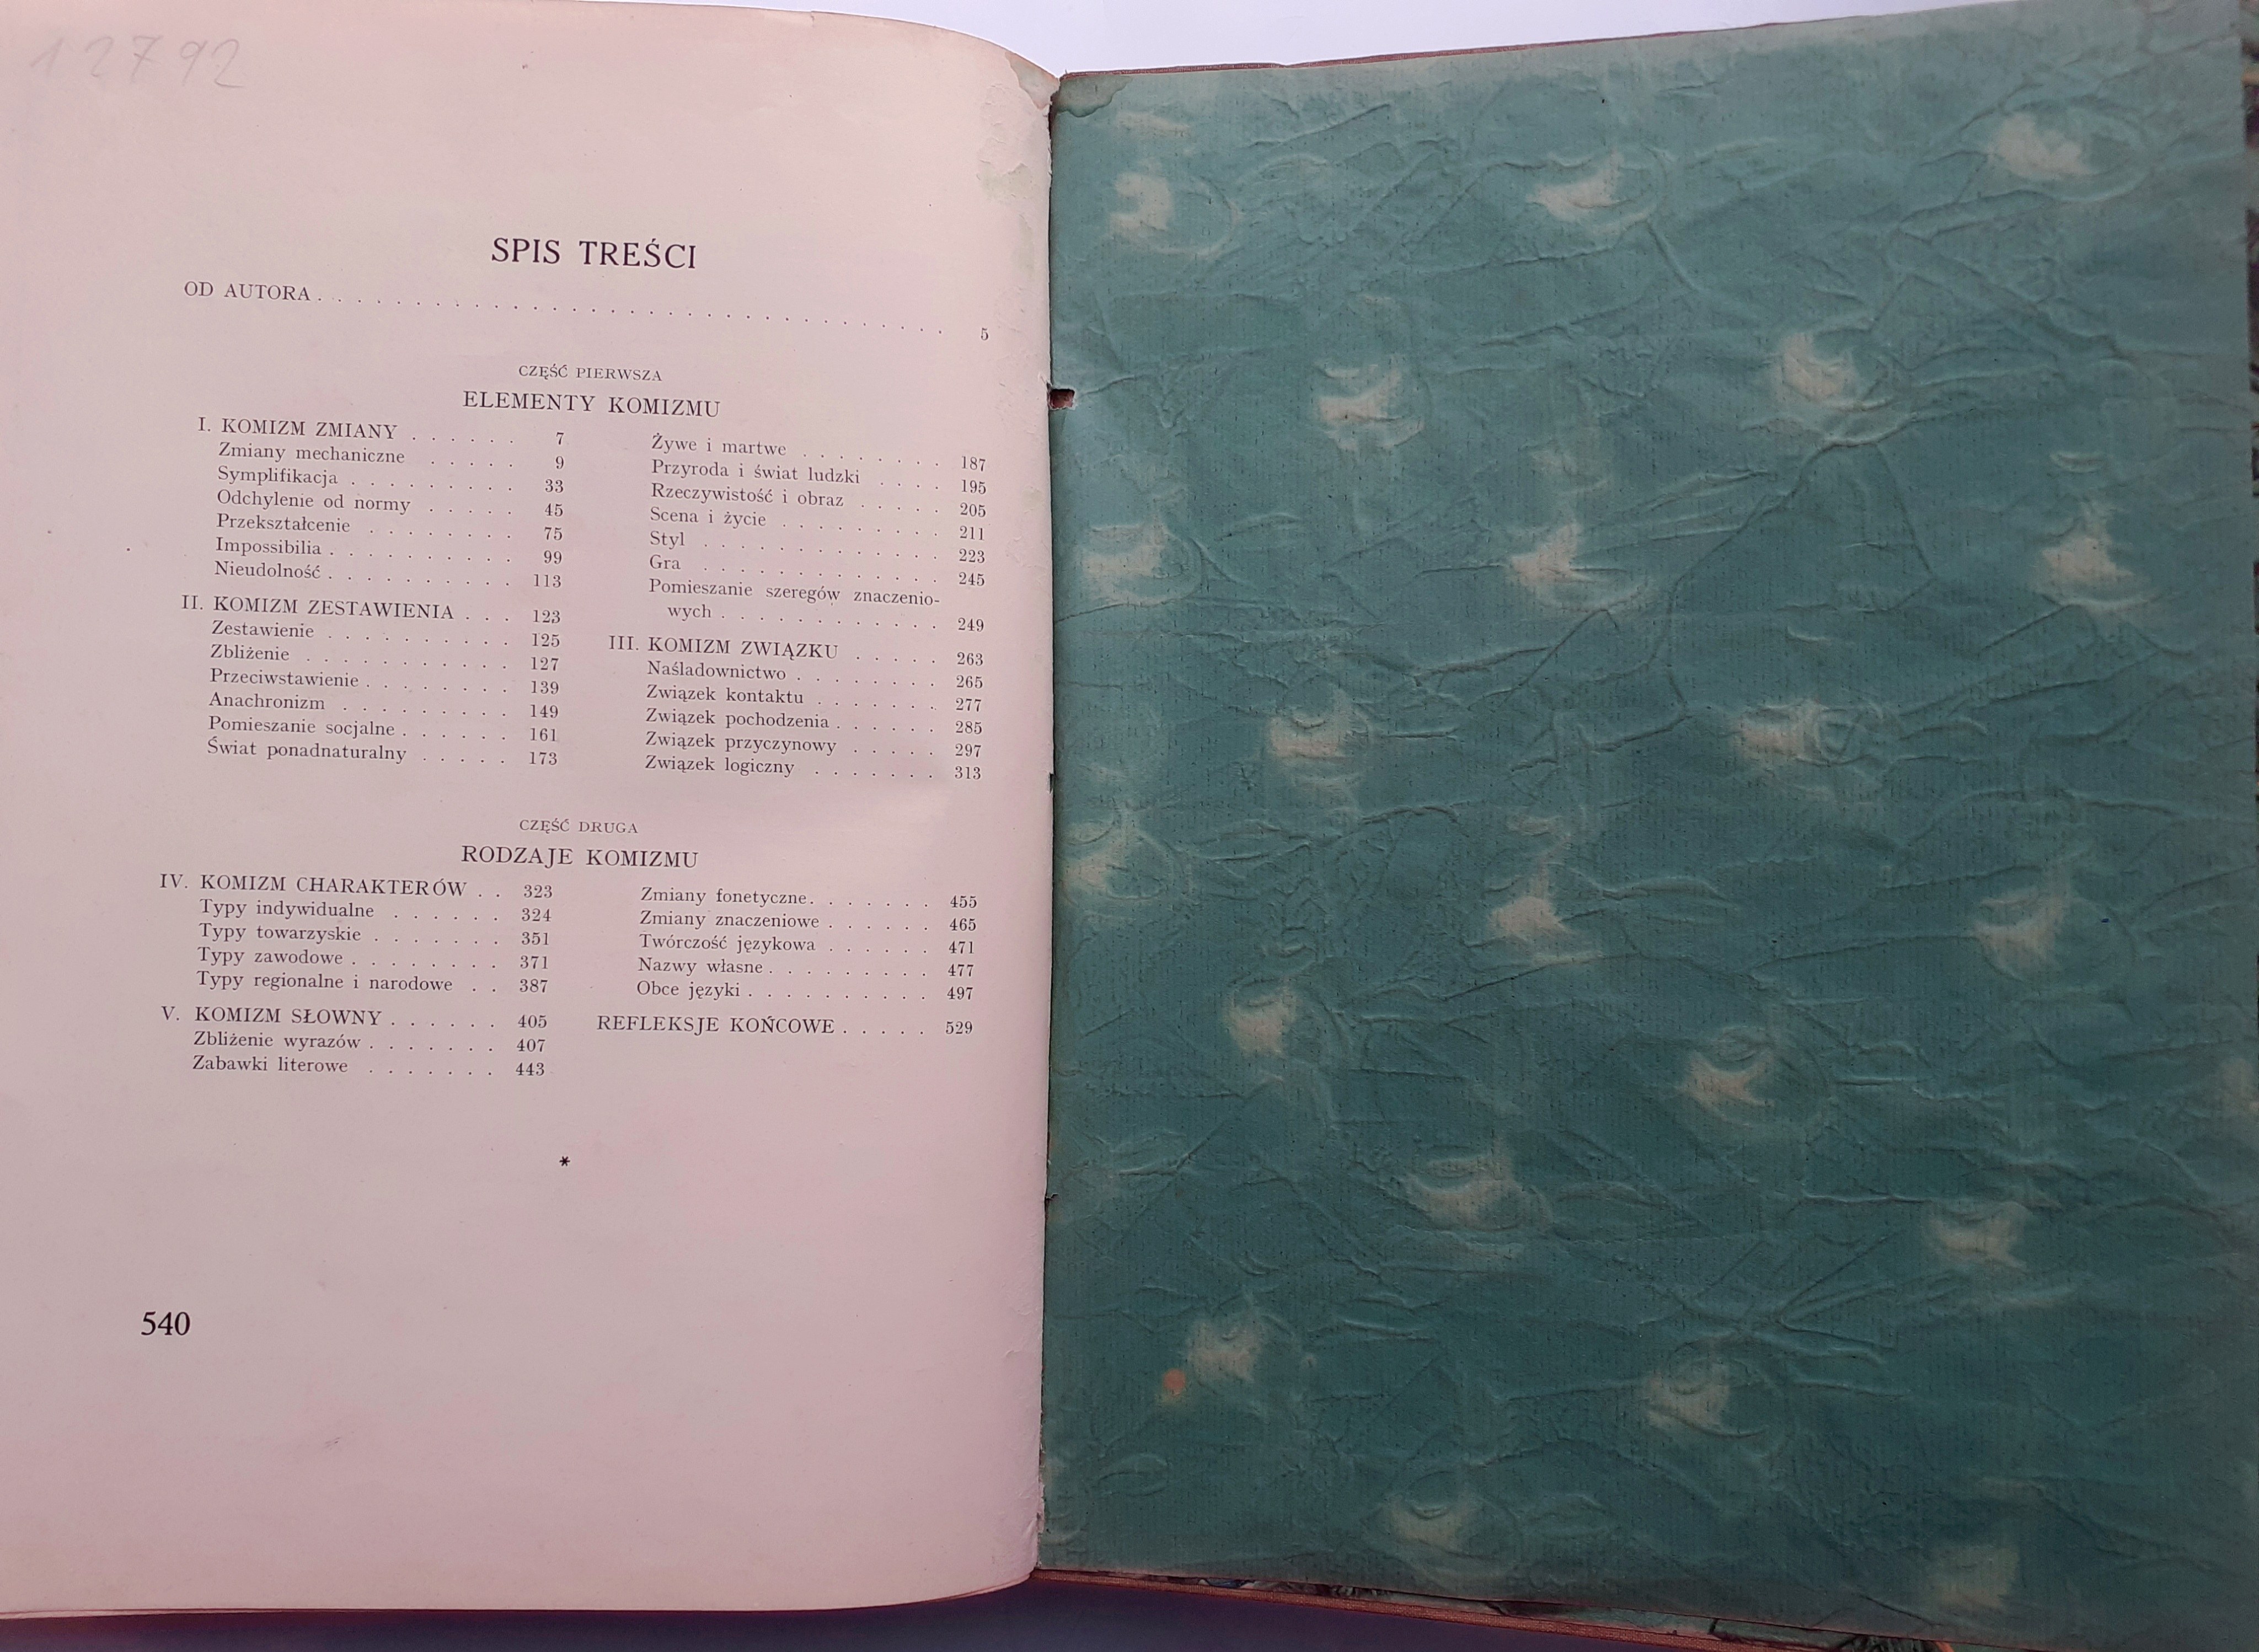 12792
SPIS TREŚCI
OD AUTORA . . . . . . . . . . . . . . . . . . . . . . . . . . . . . . . . . 5
CZĘŚĆ PIERWSZA
ELEMENTY KOMIZMU
I. KOMIZM ZMIANY . . . . . . 7
Zmiany mechaniczne . . . . . 9
Symplifikacja . . . . . . . . . 33
Odchylenie od normy . . . . . 45
Przekształcenie . . . . . . . . 75
Impossibilia . . . . . . . . . . 99
Nieudolność . . . . . . . . . . 113
II. KOMIZM ZESTAWIENIA . . . 123
Zestawienie . . . . . . . . . . 125
Zbliżenie . . . . . . . . . . . 127
Przeciwstawienie . . . . . . . . 139
Anachronizm . . . . . . . . . 149
Pomieszanie socjalne . . . . . . 161
Świat ponadnaturalny . . . . . 173
Żywe i martwe . . . . . . . . 187
Przyroda i świat ludzki . . . . 195
Rzeczywistość i obraz . . . . . 205
Scena i życie . . . . . . . . . 211
Styl . . . . . . . . . . . . . 223
Gra . . . . . . . . . . . . . 245
Pomieszanie szeregów znaczenio-
wych . . . . . . . . . . . . 249
III. KOMIZM ZWIĄZKU . . . . . 263
Naśladownictwo . . . . . . . . 265
Związek kontaktu . . . . . . . 277
Związek pochodzenia . . . . . . 285
Związek przyczynowy . . . . . 297
Związek logiczny . . . . . . . 313
CZĘŚĆ DRUGA
RODZAJE KOMIZMU
IV. KOMIZM CHARAKTERÓW . . 323
Typy indywidualne . . . . . . 324
Typy towarzyskie . . . . . . . 351
Typy zawodowe . . . . . . . . 371
Typy regionalne i narodowe . . 387
V. KOMIZM SŁOWNY . . . . . . 405
Zbliżenie wyrazów . . . . . . . 407
Zabawki literowe . . . . . . . 443
Zmiany fonetyczne . . . . . . . 455
Zmiany znaczeniowe . . . . . . 465
Twórczość językowa . . . . . . 471
Nazwy własne . . . . . . . . . 477
Obce języki . . . . . . . . . . 497
REFLEKSJE KOŃCOWE . . . . . 529
*
540